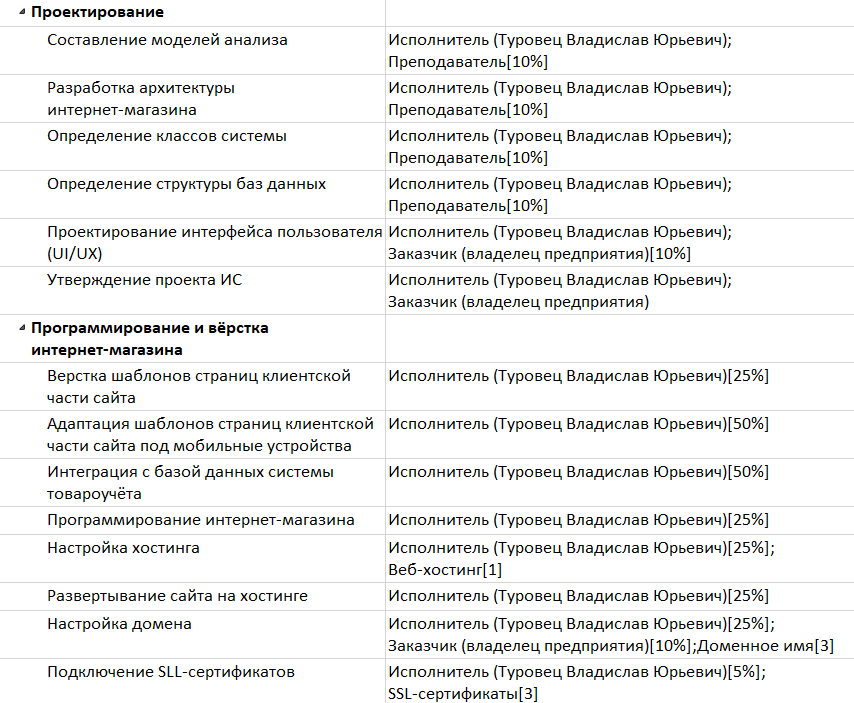 Проектирование
Составление моделей анализа
Исполнитель (Туровец Владислав Юрьевич);
Преподаватель[10%]
Разработка архитектуры
интернет-магазина
Исполнитель (Туровец Владислав Юрьевич);
Преподаватель[10%]
Определение классов системы
Исполнитель (Туровец Владислав Юрьевич);
Преподаватель[10%]
Определение структуры баз данных
Исполнитель (Туровец Владислав Юрьевич);
Преподаватель[10%]
Проектирование интерфейса пользователя
(UI/UX)
Исполнитель (Туровец Владислав Юрьевич);
Заказчик (владелец предприятия)[10%]
Утверждение проекта ИС
Исполнитель (Туровец Владислав Юрьевич);
Заказчик (владелец предприятия)
Программирование и вёрстка
интернет-магазина
Верстка шаблонов страниц клиентской
части сайта
Исполнитель (Туровец Владислав Юрьевич)[25%]
Адаптация шаблонов страниц клиентской
части сайта под мобильные устройства
Исполнитель (Туровец Владислав Юрьевич)[50%]
Интеграция с базой данных системы
товароучёта
Исполнитель (Туровец Владислав Юрьевич)[50%]
Программирование интернет-магазина
Исполнитель (Туровец Владислав Юрьевич)[25%]
Настройка хостинга
Исполнитель (Туровец Владислав Юрьевич)[25%];
Веб-хостинг[1]
Развертывание сайта на хостинге
Исполнитель (Туровец Владислав Юрьевич)[25%]
Настройка домена
Исполнитель (Туровец Владислав Юрьевич)[25%];
Заказчик (владелец предприятия)[10%];Доменное имя[3]
Подключение SLL-сертификатов
Исполнитель (Туровец Владислав Юрьевич)[5%];
SSL-сертификаты[3]